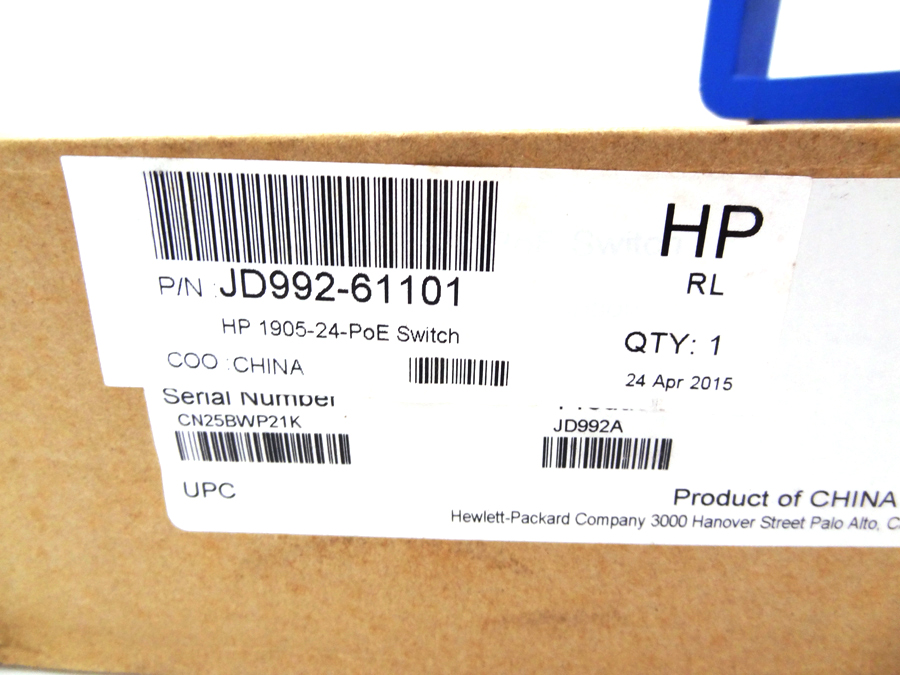 HP
RL
P/N :JD992-61101
HP 1905-24-PoE Switch
QTY: 1
COO :CHINA
24 Apr 2015
Serial Number
CN25BWP21K
JD992A
UPC
Product of CHINA
Hewlett-Packard Company 3000 Hanover Street Palo Alto,